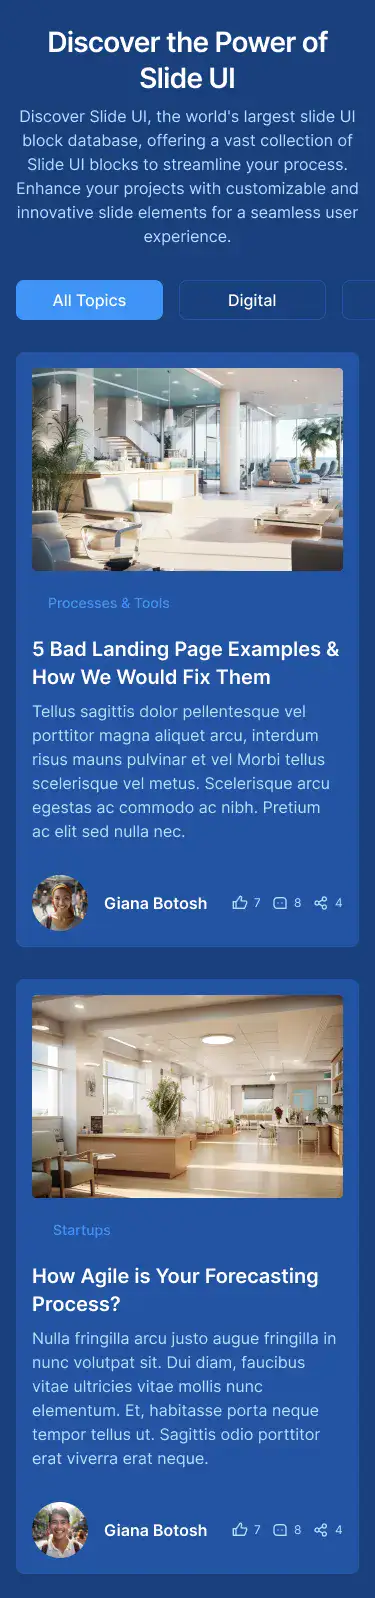 Discover the Power of
Slide UI
Discover Slide UI, the world's largest slide UI
block database, offering a vast collection of
Slide UI blocks to streamline your process.
Enhance your projects with customizable and
innovative slide elements for a seamless user
experience.
All Topics
Digital
Processes & Tools
5 Bad Landing Page Examples &
How We Would Fix Them
Tellus sagittis dolor pellentesque vel
porttitor magna aliquet arcu, interdum
risus mauns pulvinar et vel Morbi tellus
scelerisque vel metus. Scelerisque arcu
egestas ac commodo ac nibh. Pretium
ac elit sed nulla nec.
Giana Botosh 7 8 4
Startups
How Agile is Your Forecasting
Process?
Nulla fringilla arcu justo augue fringilla in
nunc volutpat sit. Dui diam, faucibus
vitae ultricies vitae mollis nunc
elementum. Et, habitasse porta neque
tempor tellus ut. Sagittis odio porttitor
erat viverra erat neque.
Giana Botosh 7 8 4